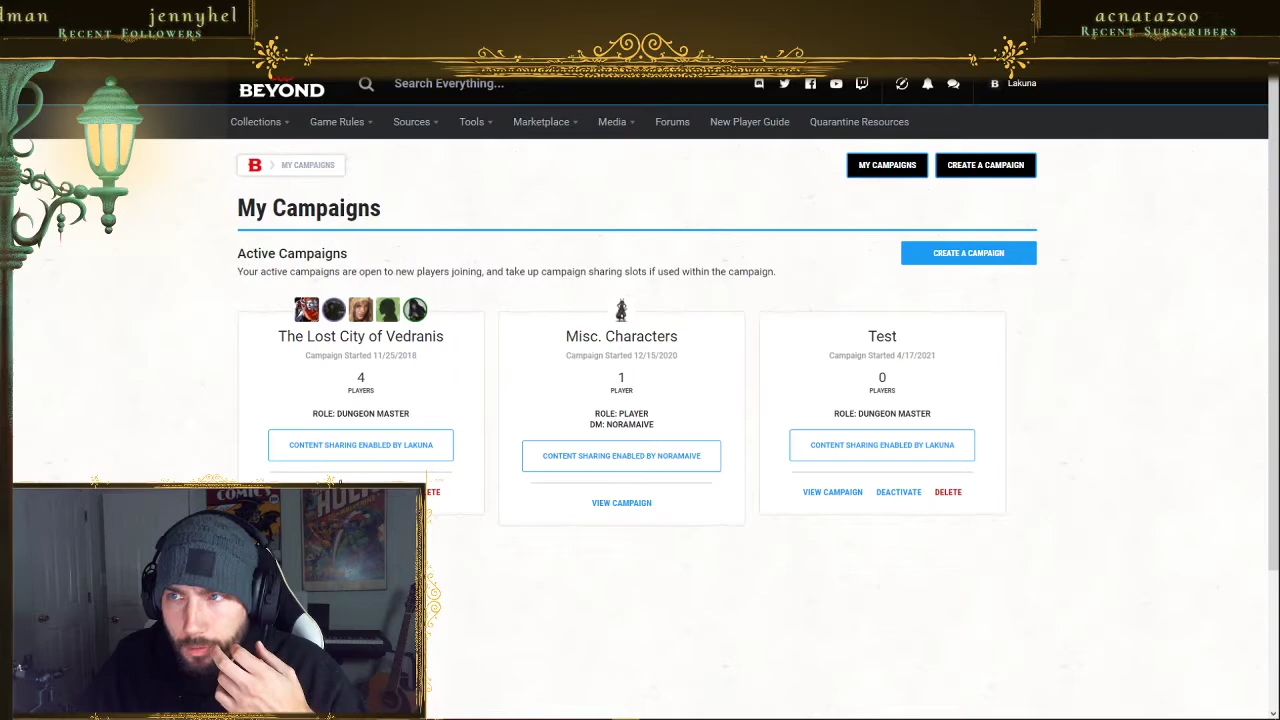 dman jennyhel
Recent Followers
acnatazoo
Recent Subscribers
BEYOND
Search Everything...
Lakuna
Collections
Game Rules
Sources
Tools
Marketplace
Media
Forums
New Player Guide
Quarantine Resources
MY CAMPAIGNS
MY CAMPAIGNS
CREATE A CAMPAIGN
My Campaigns
Active Campaigns
CREATE A CAMPAIGN
Your active campaigns are open to new players joining, and take up campaign sharing slots if used within the campaign.
The Lost City of Vedranis
Campaign Started 11/25/2018
4
PLAYERS
ROLE: DUNGEON MASTER
CONTENT SHARING ENABLED BY LAKUNA
ETE
Misc. Characters
Campaign Started 12/15/2020
1
PLAYER
ROLE: PLAYER
DM: NORAMAIVE
CONTENT SHARING ENABLED BY NORAMAIVE
VIEW CAMPAIGN
Test
Campaign Started 4/17/2021
0
PLAYERS
ROLE: DUNGEON MASTER
CONTENT SHARING ENABLED BY LAKUNA
VIEW CAMPAIGN DEACTIVATE DELETE
COMICS
HULK